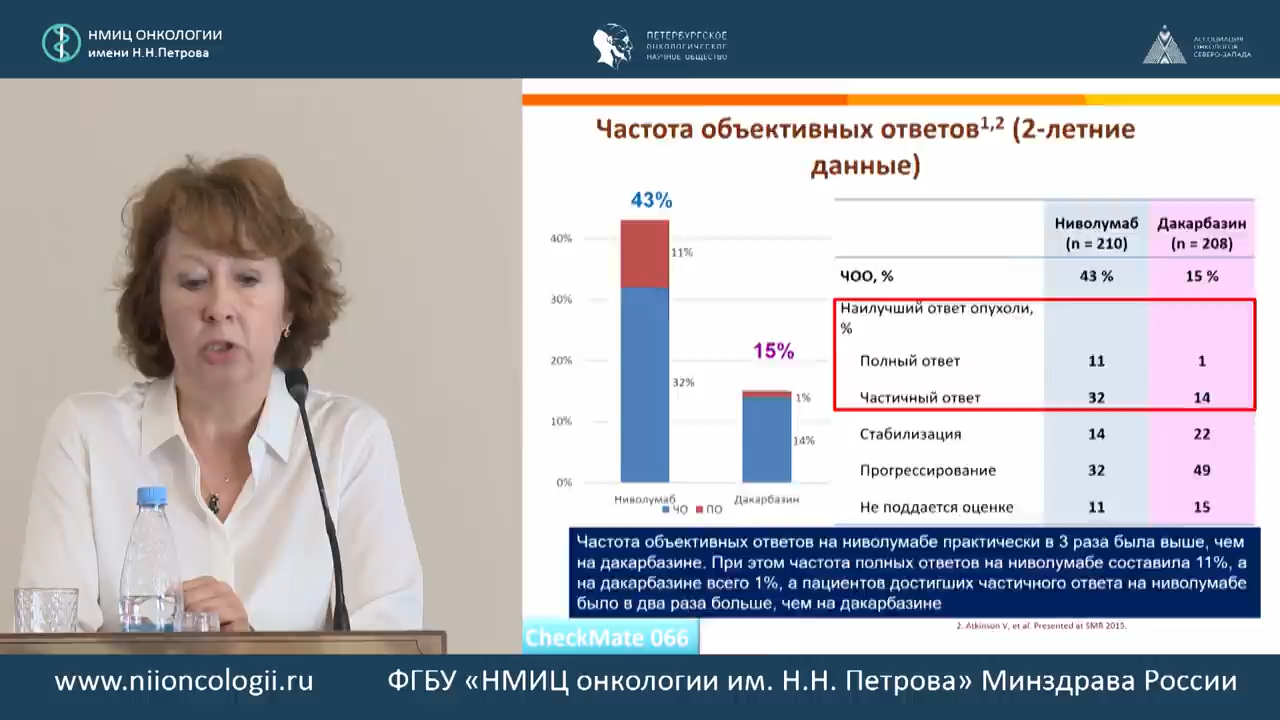 НМИЦ ОНКОЛОГИИ
имени Н.Н.Петрова
ПЕТЕРБУРГСКОЕ
ОНКОЛОГИЧЕСКОЕ
НАУЧНОЕ ОБЩЕСТВО
АССОЦИАЦИЯ
ОНКОЛОГОВ
СЕВЕРО-ЗАПАДА
Частота объективных ответов1,2 (2-летние
данные)
43%
40%
11%
30%
32%
20%
15%
1%
10%
14%
0%
Ниволумаб
Дакарбазин
ЧО ПО
Ниволумаб Дакарбазин
(n = 210) (n = 208)
ЧОО, % 43 % 15 %
Наилучший ответ опухоли,
%
Полный ответ 11 1
Частичный ответ 32 14
Стабилизация 14 22
Прогрессирование 32 49
Не поддается оценке 11 15
Частота объективных ответов на ниволумабе практически в 3 раза была выше, чем
на дакарбазине. При этом частота полных ответов на ниволумабе составила 11%, а
на дакарбазине всего 1%, а пациентов достигших частичного ответа на ниволумабе
было в два раза больше, чем на дакарбазине
2. Atkinson V, et al. Presented at SMR 2015.
CheckMate 066
www.niioncologii.ru ФГБУ «НМИЦ онкологии им. Н.Н. Петрова» Минздрава России